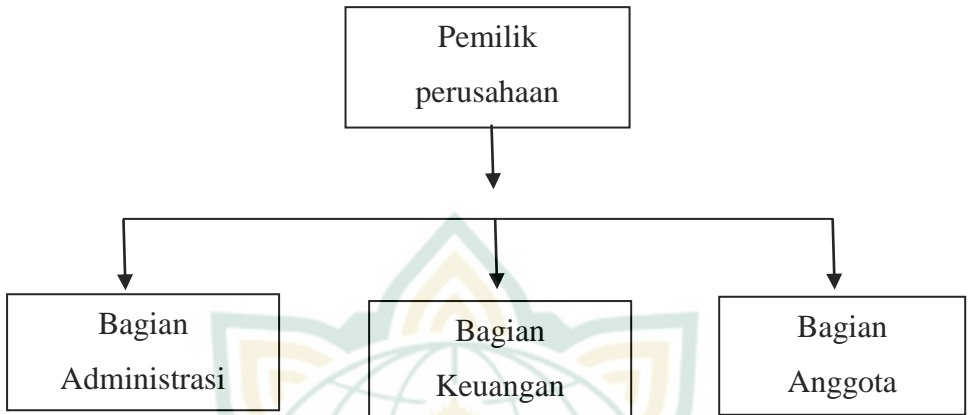 Pemilik
perusahaan
Bagian
Administrasi
Bagian
Keuangan
Bagian
Anggota